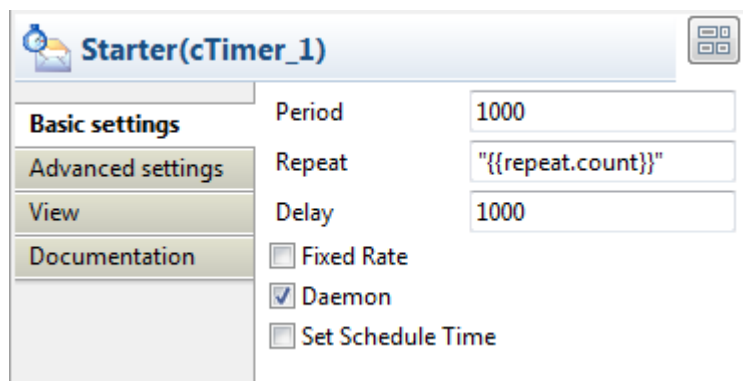 Starter(cTimer_1)
Basic settings
Advanced settings
View
Documentation
Period 1000
Repeat "{{repeat.count}}"
Delay 1000
Fixed Rate
Daemon
Set Schedule Time